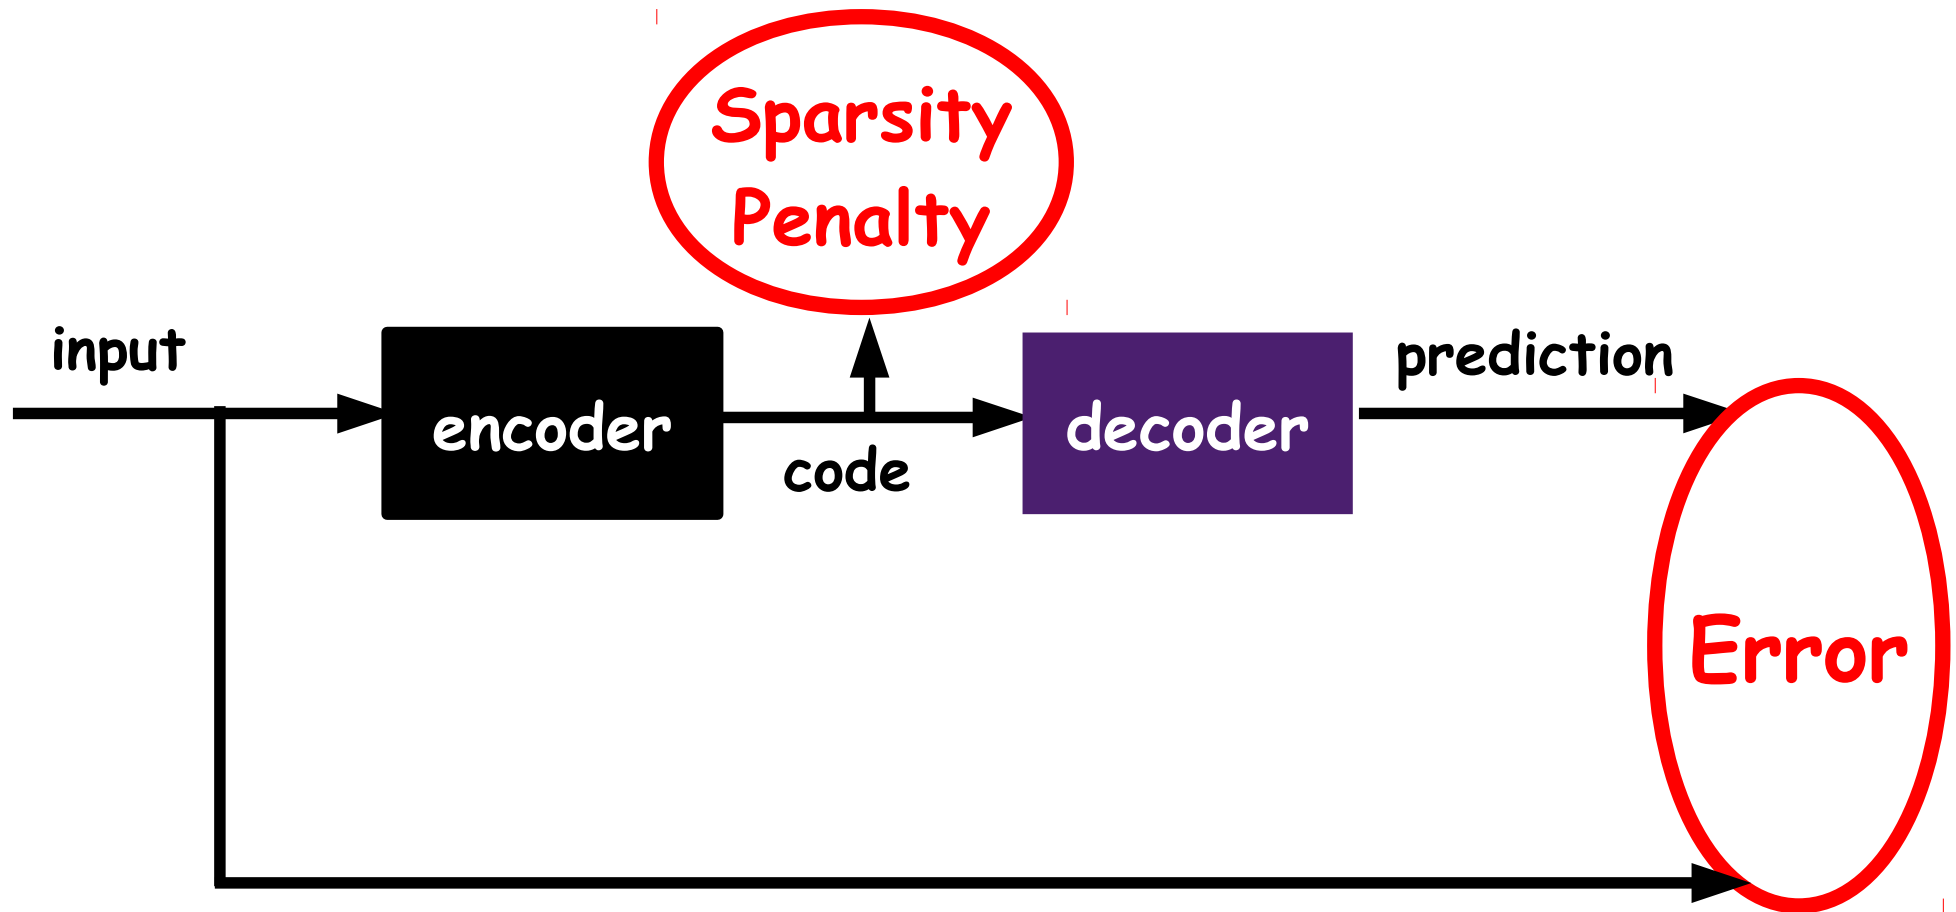 Sparsity
Penalty
input
prediction
encoder
decoder
code
Error